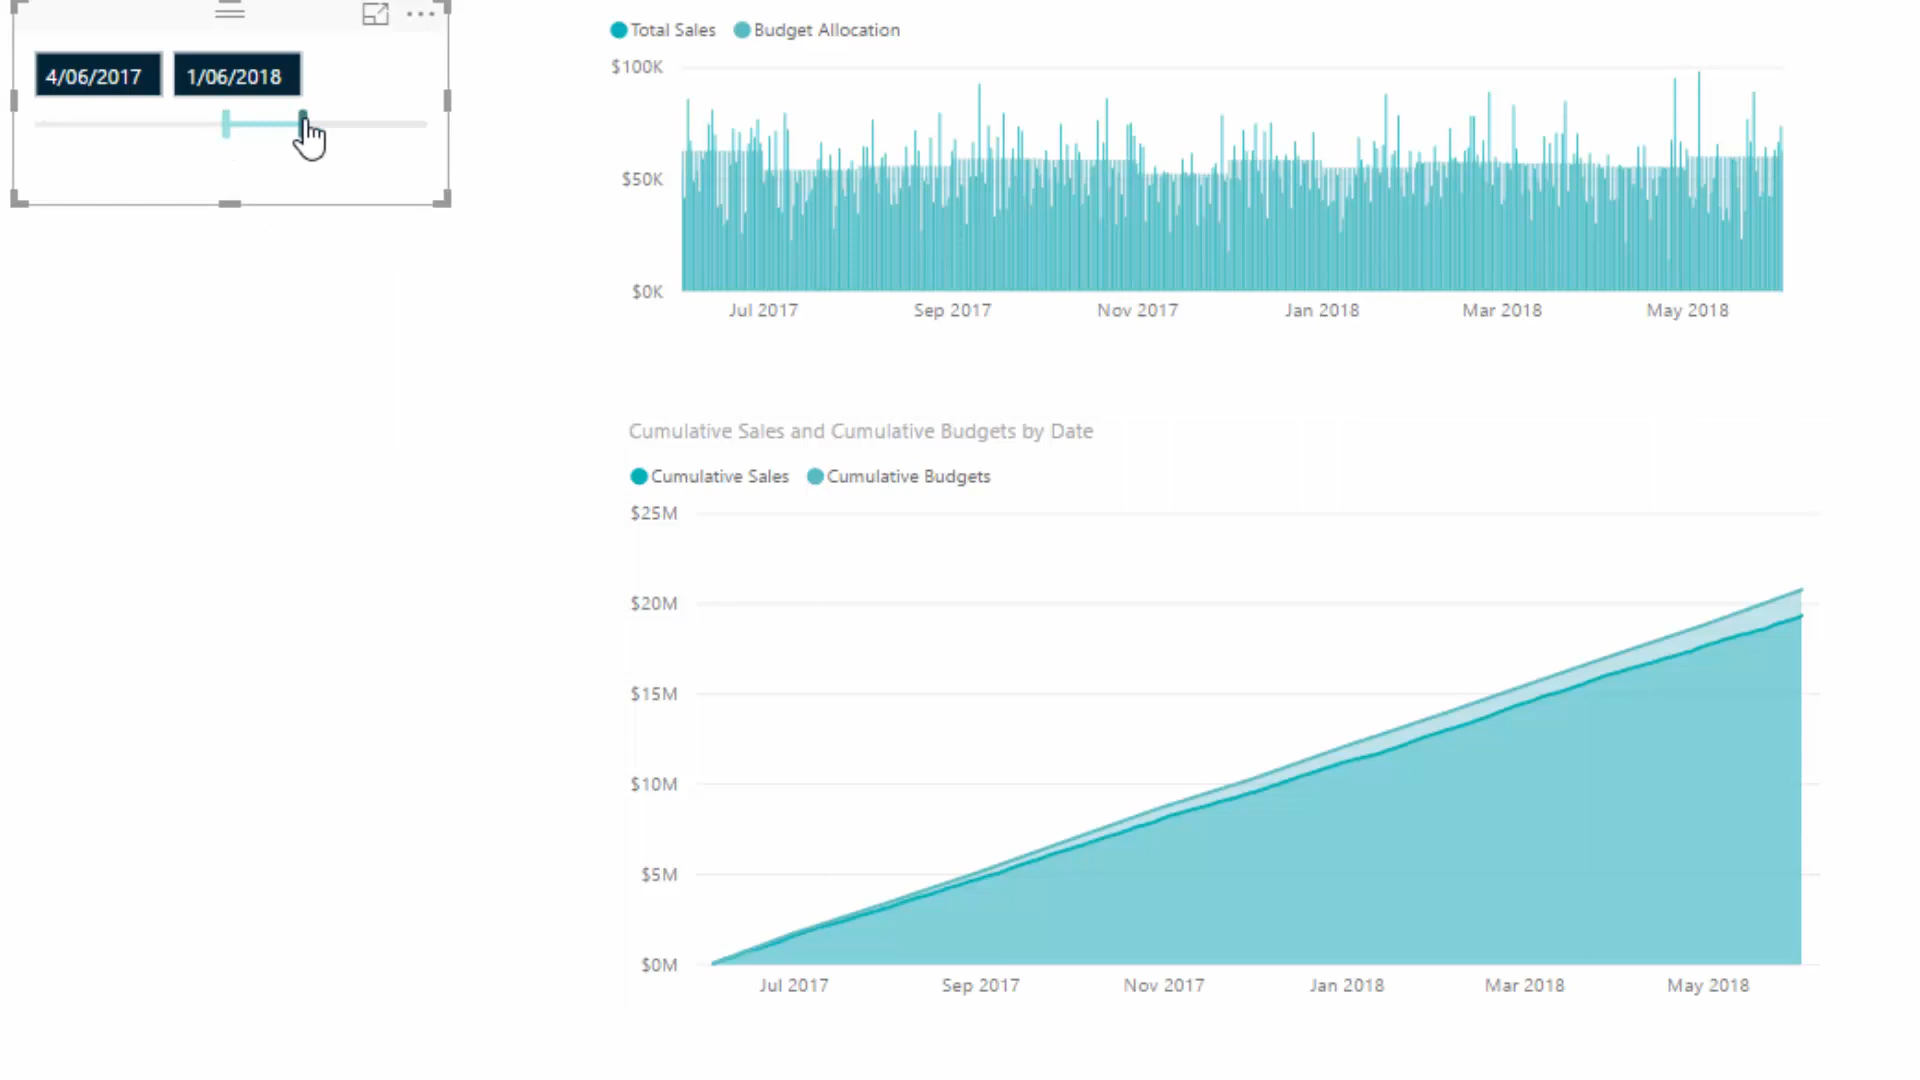 4/06/2017 1/06/2018
Total Sales Budget Allocation
$100K
$50K
$0K
Jul 2017 Sep 2017 Nov 2017 Jan 2018 Mar 2018 May 2018
Cumulative Sales and Cumulative Budgets by Date
Cumulative Sales Cumulative Budgets
$25M
$20M
$15M
$10M
$5M
$0M
Jul 2017 Sep 2017 Nov 2017 Jan 2018 Mar 2018 May 2018